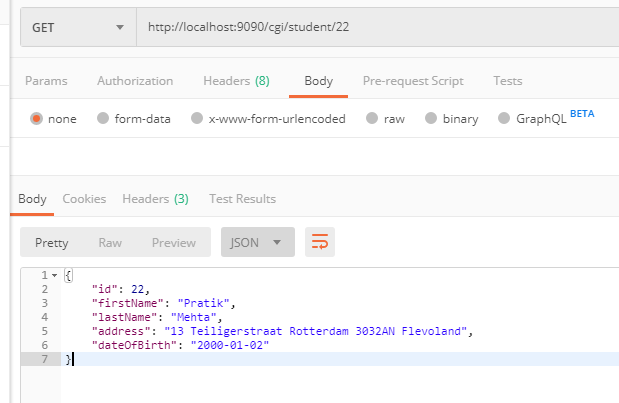 GET http://localhost:9090/cgi/student/22
Params Authorization Headers (8) Body Pre-request Script Tests
none form-data x-www-form-urlencoded raw binary GraphQL BETA
Body Cookies Headers (3) Test Results
Pretty Raw Preview JSON
1 {
2 "id": 22,
3 "firstName": "Pratik",
4 "lastName": "Mehta",
5 "address": "13 Teiligerstraat Rotterdam 3032AN Flevoland",
6 "dateOfBirth": "2000-01-02"
7 }